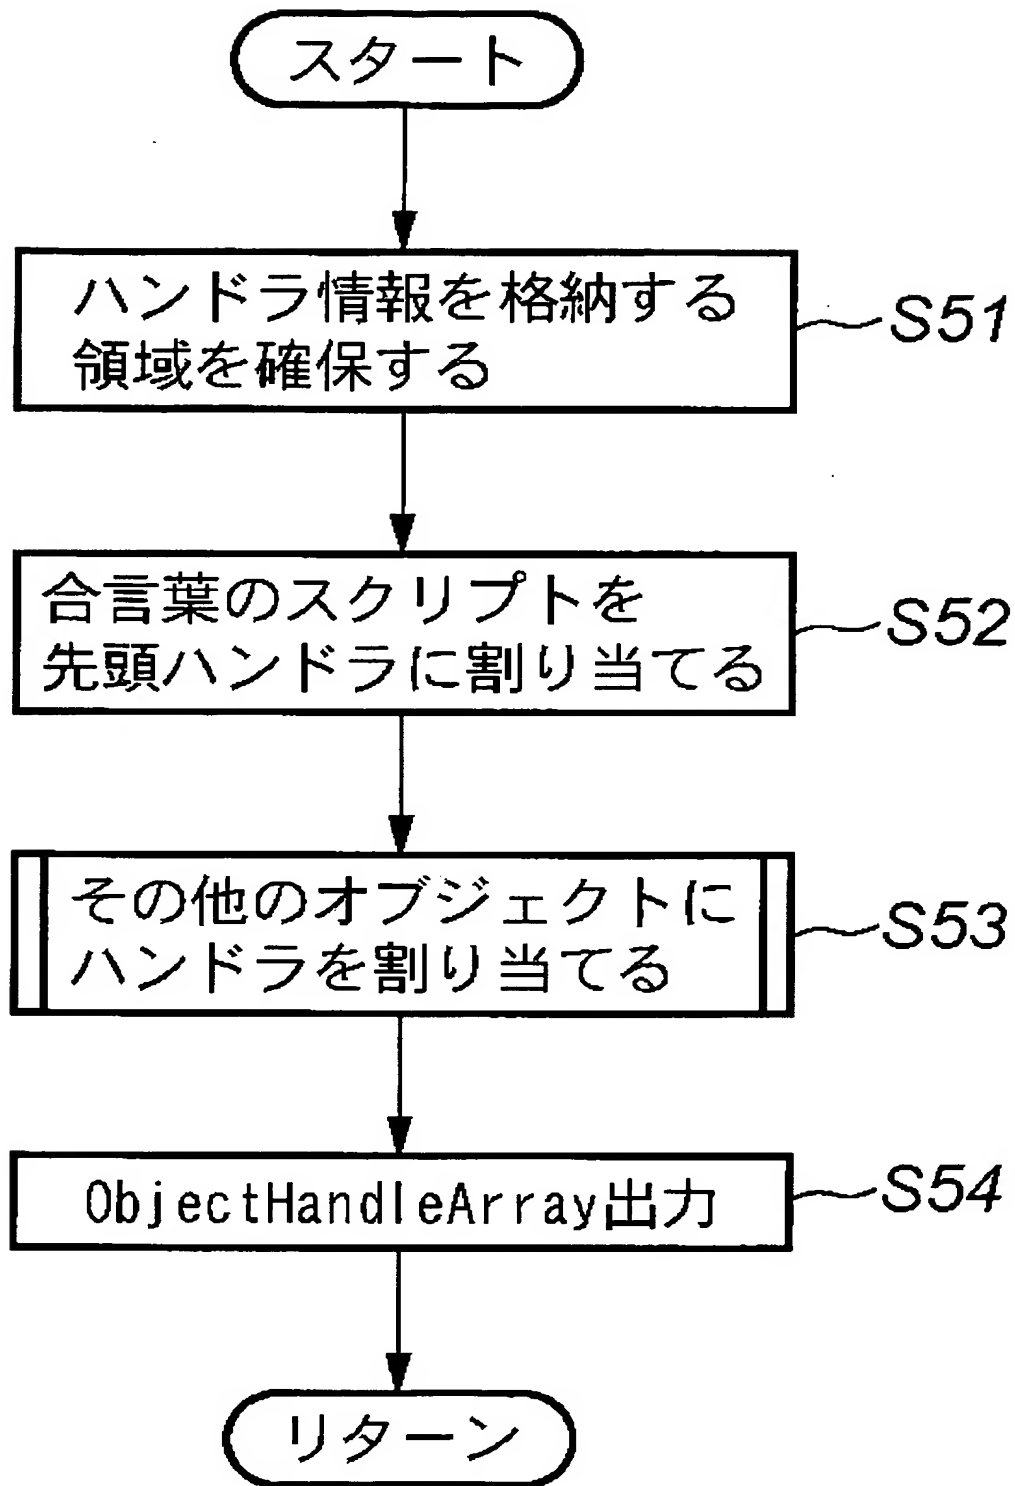 スタート
ハンドラ情報を格納する
領域を確保する
S51
合言葉のスクリプトを
先頭ハンドラに割り当てる
S52
その他のオブジェクトに
ハンドラを割り当てる
S53
ObjectHandleArray出力
S54
リターン